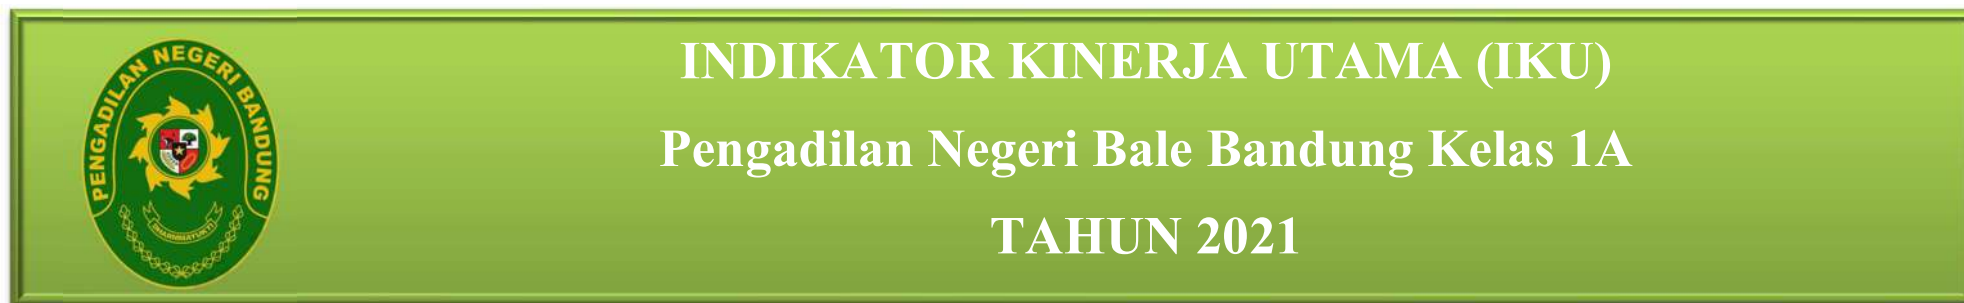 PENGADILAN NEGERI BANDUNG
DHARMMAYUKTI
INDIKATOR KINERJA UTAMA (IKU)
Pengadilan Negeri Bale Bandung Kelas 1A
TAHUN 2021